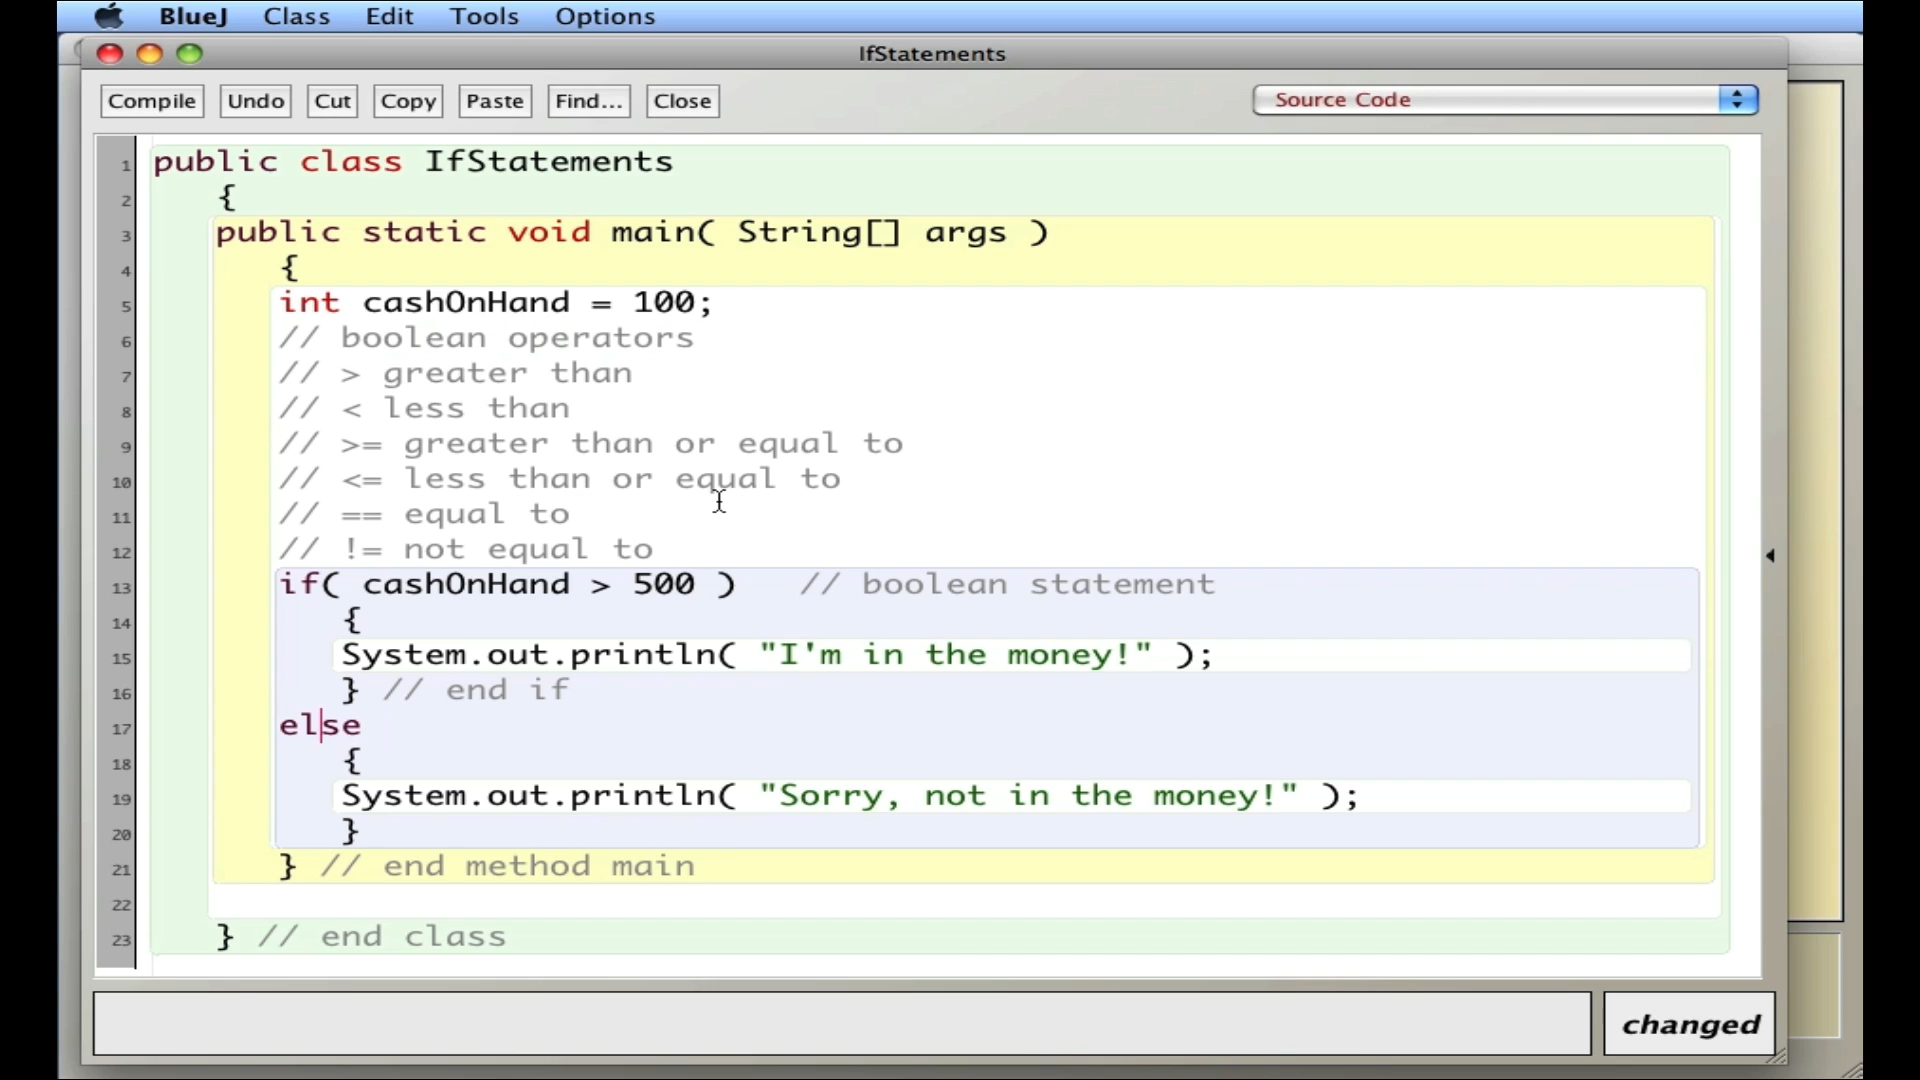 BlueJ Class Edit Tools Options
IfStatements
Compile Undo Cut Copy Paste Find... Close Source Code
1 public class IfStatements
2 {
3 public static void main( String[] args )
4 {
5 int cashOnHand = 100;
6 // boolean operators
7 // > greater than
8 // < less than
9 // >= greater than or equal to
10 // <= less than or equal to
11 // == equal to
12 // != not equal to
13 if( cashOnHand > 500 ) // boolean statement
14 {
15 System.out.println( "I'm in the money!" );
16 } // end if
17 else
18 {
19 System.out.println( "Sorry, not in the money!" );
20 }
21 } // end method main
22
23 } // end class
changed